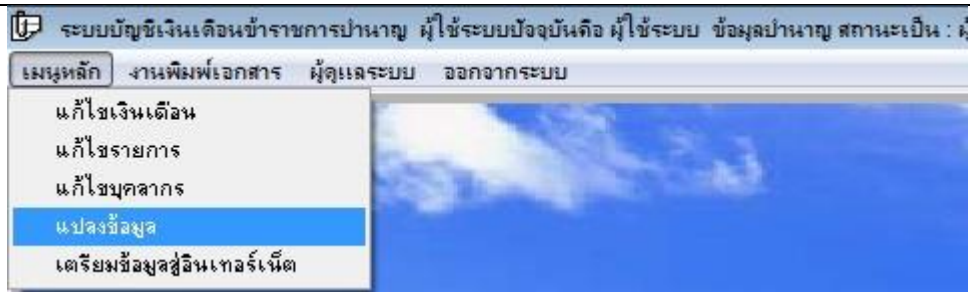 ระบบบัญชีเงินเดือนข้าราชการบำนาญ ผู้ใช้ระบบปัจจุบันคือ ผู้ใช้ระบบ ข้อมูลบำนาญ สถานะเป็น :
เมนูหลัก งานพิมพ์เอกสาร ผู้ดูแลระบบ ออกจากระบบ
แก้ไขเงินเดือน
แก้ไขรายการ
แก้ไขบุคลากร
แปลงข้อมูล
เตรียมข้อมูลสู่อินเทอร์เน็ต